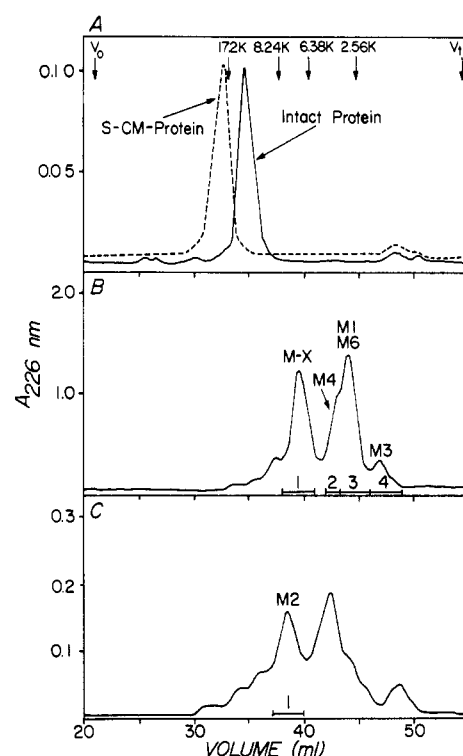 A
V₀ 17.2K 8.24K 6.38K 2.56K Vₜ
0.10
S-CM-Protein
Intact Protein
0.05
B
2.0
M1
M-X
M6
M4
A226 nm
1.0
M3
1 2 3 4
C
0.3
0.2
M2
0.1
1
20 30 40 50
VOLUME (ml)